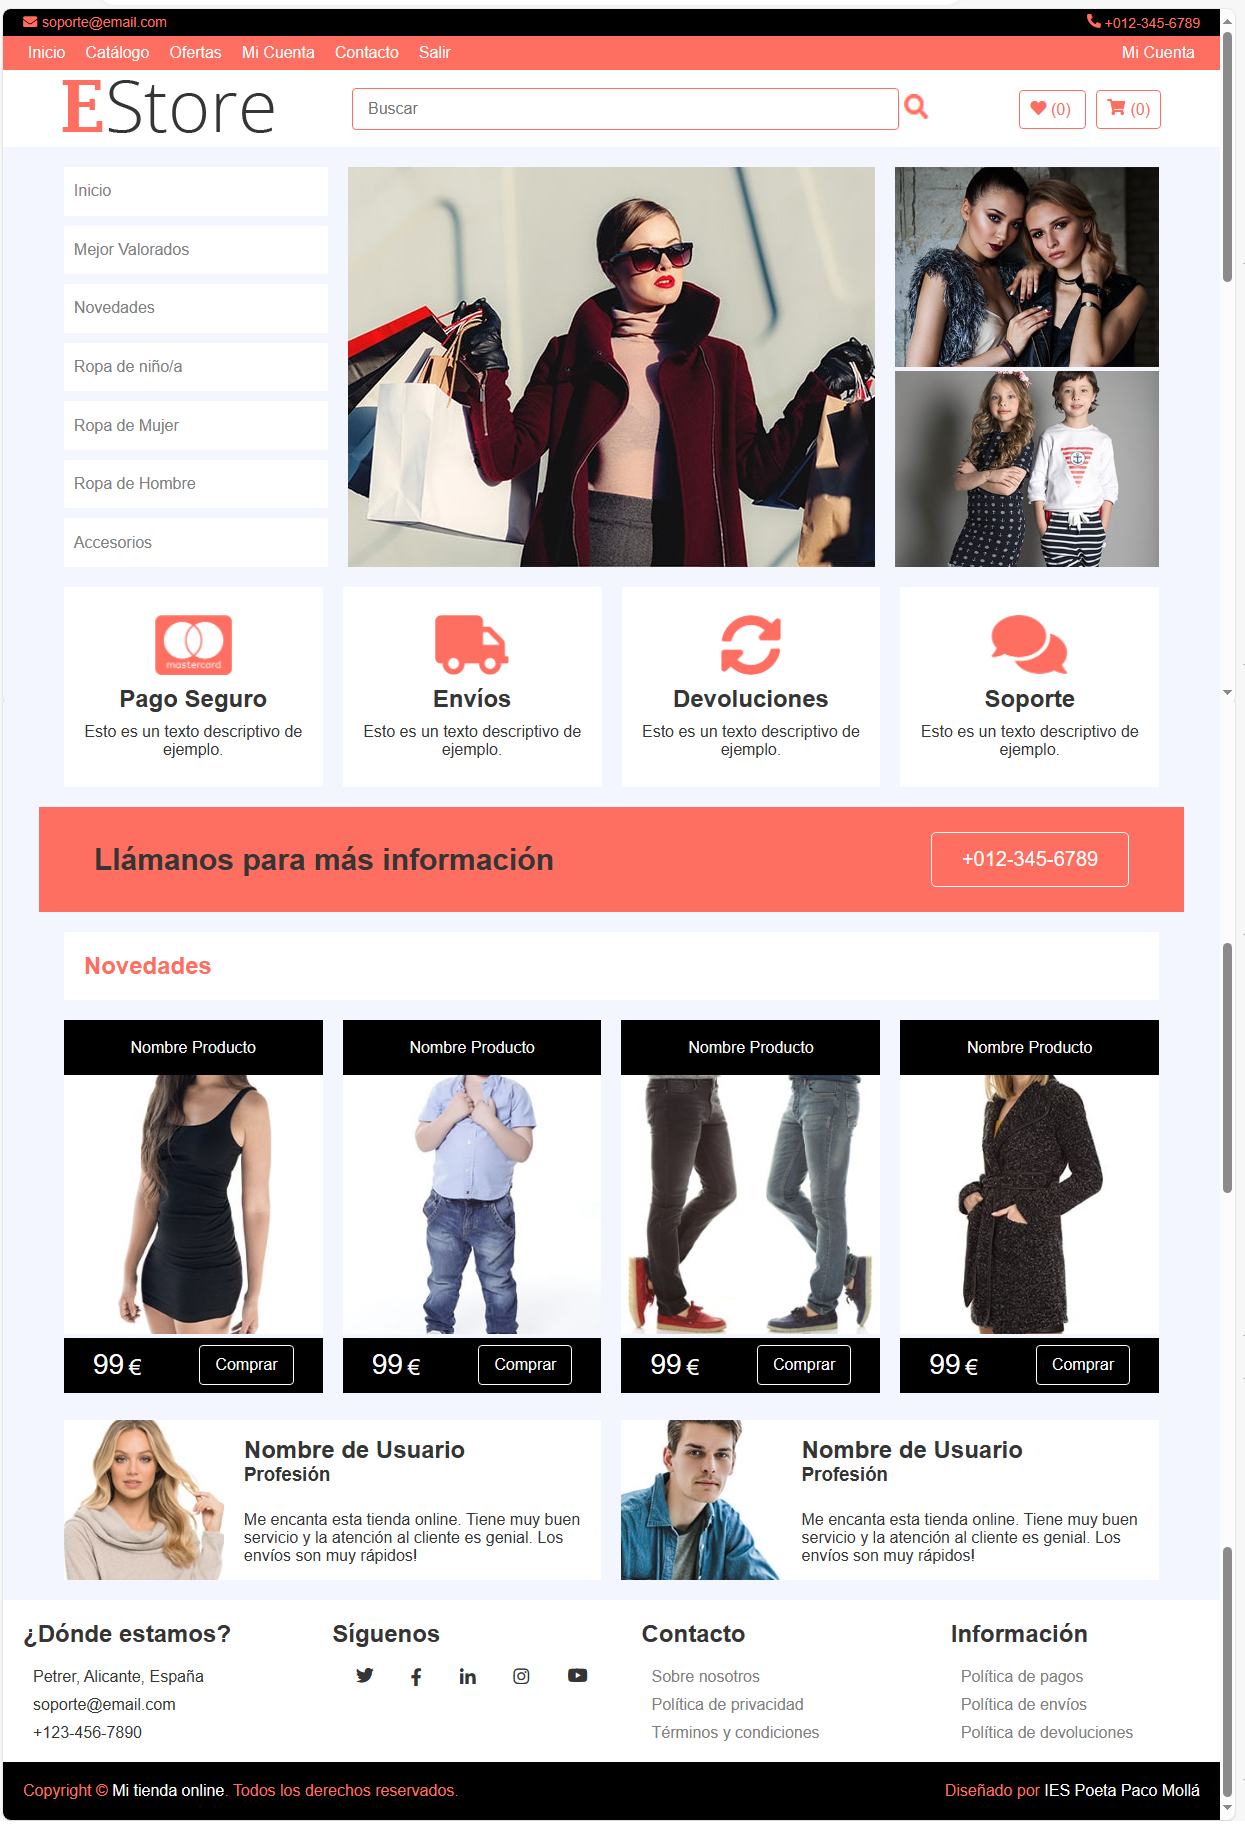 soporte@email.com +012-345-6789
Inicio Catálogo Ofertas Mi Cuenta Contacto Salir Mi Cuenta
EStore Buscar (0) (0)
Inicio
Mejor Valorados
Novedades
Ropa de niño/a
Ropa de Mujer
Ropa de Hombre
Accesorios
mastercard
Pago Seguro
Esto es un texto descriptivo de
ejemplo.
Envíos
Esto es un texto descriptivo de
ejemplo.
Devoluciones
Esto es un texto descriptivo de
ejemplo.
Soporte
Esto es un texto descriptivo de
ejemplo.
Llámanos para más información +012-345-6789
Novedades
Nombre Producto Nombre Producto Nombre Producto Nombre Producto
99 € Comprar 99 € Comprar 99 € Comprar 99 € Comprar
Nombre de Usuario
Profesión
Me encanta esta tienda online. Tiene muy buen
servicio y la atención al cliente es genial. Los
envíos son muy rápidos!
Nombre de Usuario
Profesión
Me encanta esta tienda online. Tiene muy buen
servicio y la atención al cliente es genial. Los
envíos son muy rápidos!
¿Dónde estamos?
Petrer, Alicante, España
soporte@email.com
+123-456-7890
Síguenos
Contacto
Sobre nosotros
Política de privacidad
Términos y condiciones
Información
Política de pagos
Política de envíos
Política de devoluciones
Copyright © Mi tienda online. Todos los derechos reservados. Diseñado por IES Poeta Paco Mollá